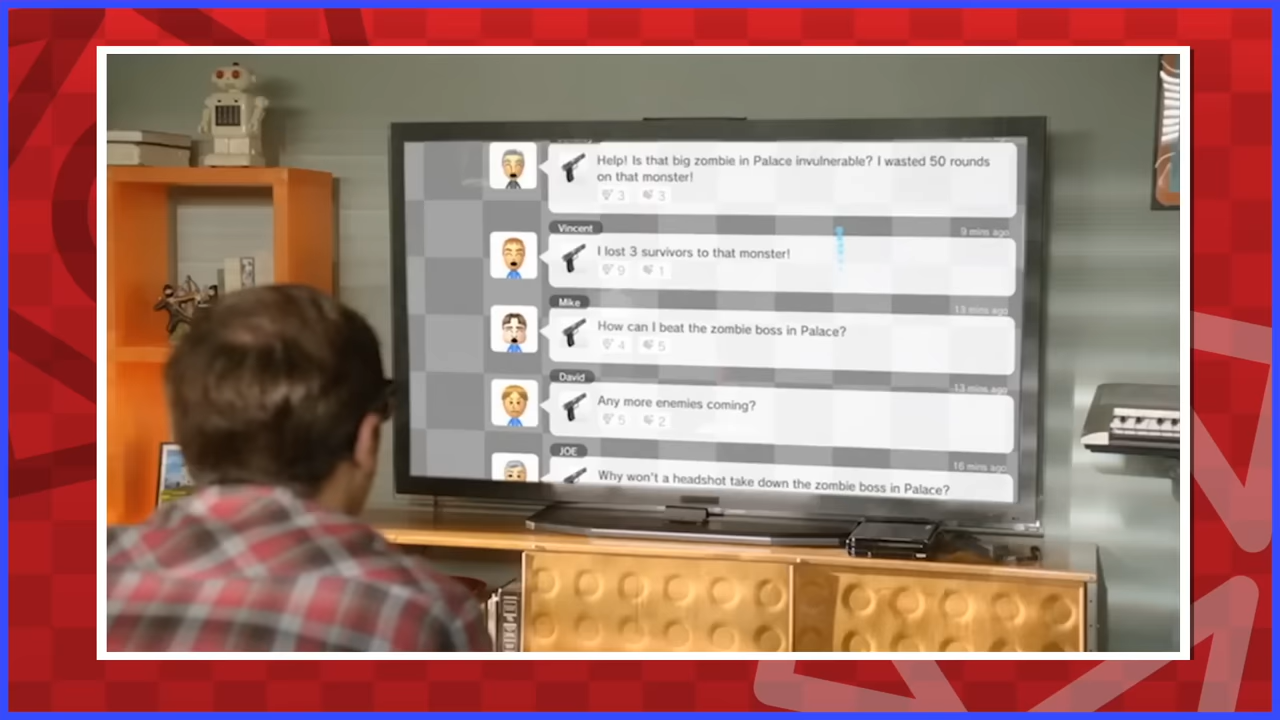 Help! Is that big zombie in Palace invulnerable? I wasted 50 rounds
on that monster!
3 3
Vincent
9 mins ago
I lost 3 survivors to that monster!
9 1
Mike
13 mins ago
How can I beat the zombie boss in Palace?
4 5
David
13 mins ago
Any more enemies coming?
5 2
JOE
16 mins ago
Why won't a headshot take down the zombie boss in Palace?